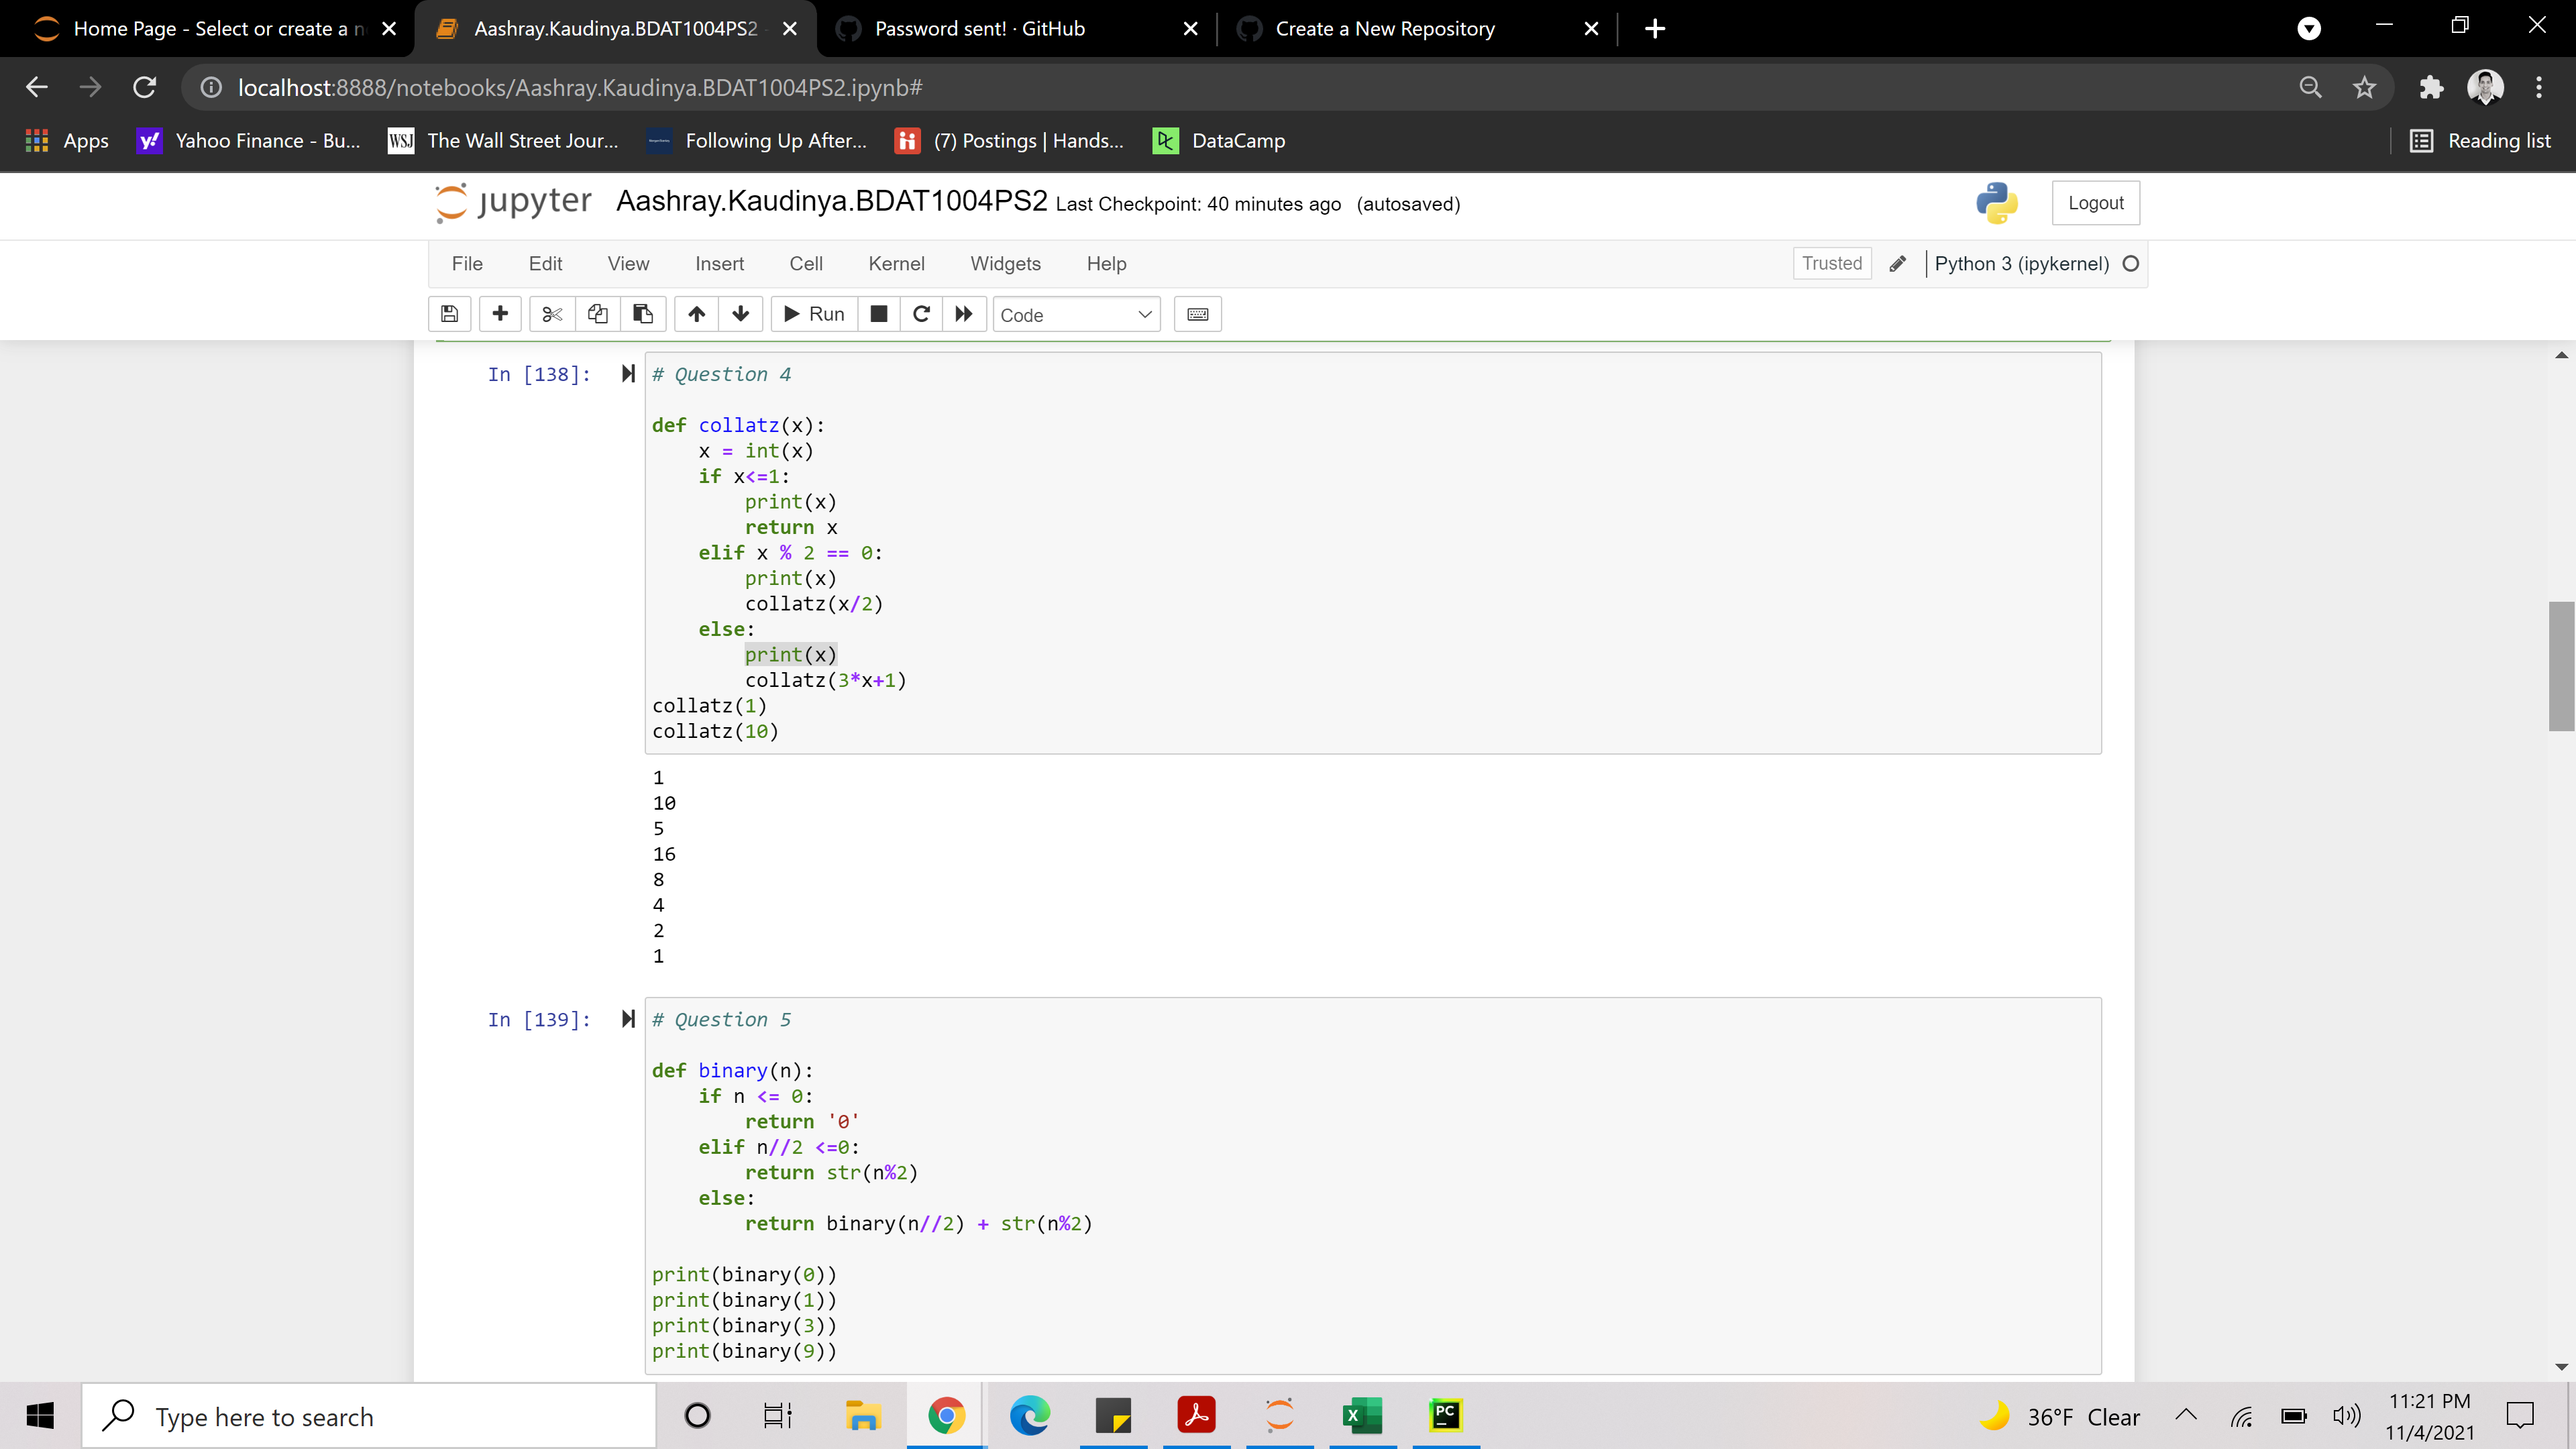 Home Page - Select or create a n
Aashray.Kaudinya.BDAT1004PS2 -
Password sent! · GitHub
Create a New Repository
localhost:8888/notebooks/Aashray.Kaudinya.BDAT1004PS2.ipynb#
Apps
y!
Yahoo Finance - Bu...
WSJ
The Wall Street Jour...
Following Up After...
(7) Postings | Hands...
DataCamp
Reading list
jupyter
Aashray.Kaudinya.BDAT1004PS2 Last Checkpoint: 40 minutes ago (autosaved)
Logout
File Edit View Insert Cell Kernel Widgets Help
Trusted
Python 3 (ipykernel)
Run
Code
In [138]:
# Question 4
def collatz(x):
x = int(x)
if x<=1:
print(x)
return x
elif x % 2 == 0:
print(x)
collatz(x/2)
else:
print(x)
collatz(3*x+1)
collatz(1)
collatz(10)
1
10
5
16
8
4
2
1
In [139]:
# Question 5
def binary(n):
if n <= 0:
return '0'
elif n//2 <=0:
return str(n%2)
else:
return binary(n//2) + str(n%2)
print(binary(0))
print(binary(1))
print(binary(3))
print(binary(9))
Type here to search
X
PC
36°F Clear
11:21 PM
11/4/2021